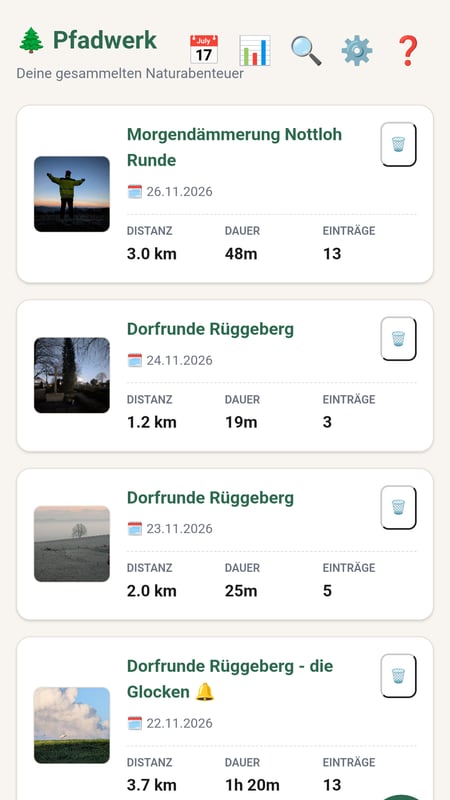 🌲 Pfadwerk
July 17
Deine gesammelten Naturabenteuer
Morgendämmerung Nottloh
Runde
26.11.2026
DISTANZ DAUER EINTRÄGE
3.0 km 48m 13
Dorfrunde Rüggeberg
24.11.2026
DISTANZ DAUER EINTRÄGE
1.2 km 19m 3
Dorfrunde Rüggeberg
23.11.2026
DISTANZ DAUER EINTRÄGE
2.0 km 25m 5
Dorfrunde Rüggeberg - die
Glocken 🔔
22.11.2026
DISTANZ DAUER EINTRÄGE
3.7 km 1h 20m 13